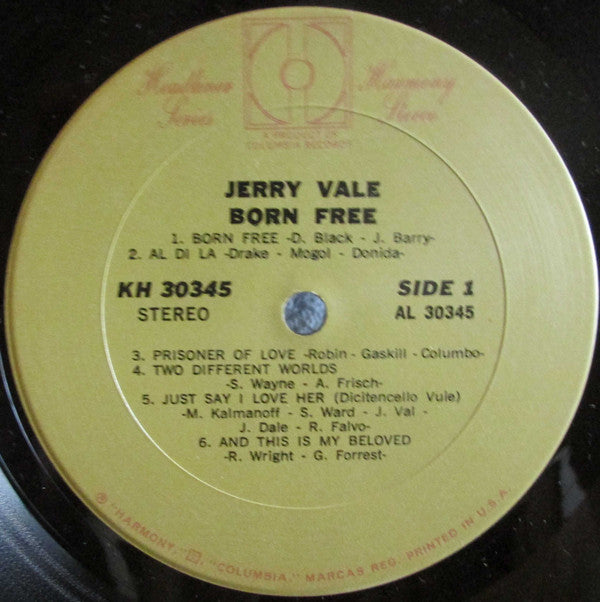 Headliner Series
Harmony Stereo
A PRODUCT OF
COLUMBIA RECORDS
JERRY VALE
BORN FREE
1. BORN FREE -D. Black - J. Barry-
2. AL DI LA -Drake - Mogol - Donida-
KH 30345
SIDE 1
STEREO
AL 30345
3. PRISONER OF LOVE -Robin - Gaskill - Columbo-
4. TWO DIFFERENT WORLDS
-S. Wayne - A. Frisch-
5. JUST SAY I LOVE HER (Dicitencello Vule)
-M. Kalmanoff - S. Ward - J. Val -
J. Dale - R. Falvo-
6. AND THIS IS MY BELOVED
-R. Wright - G. Forrest-
Ⓟ "HARMONY," "COLUMBIA," MARCAS REG. PRINTED IN U.S.A.